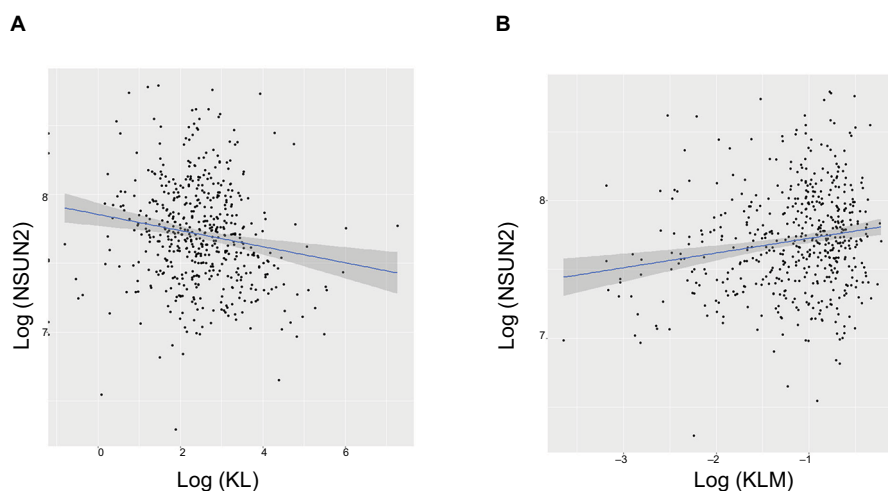 A
B
Log (NSUN2)
8
7
0 2 4 6
Log (KL)
Log (NSUN2)
8
7
–3 –2 –1
Log (KLM)